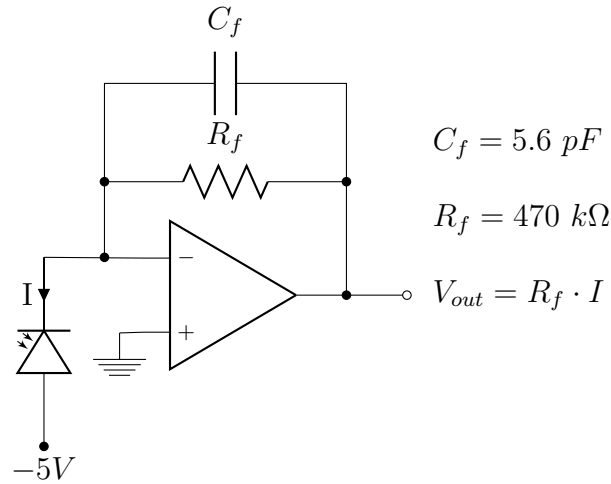 C_f
R_f
C_f = 5.6 pF
R_f = 470 kΩ
V_out = R_f · I
I
−
+
−5V